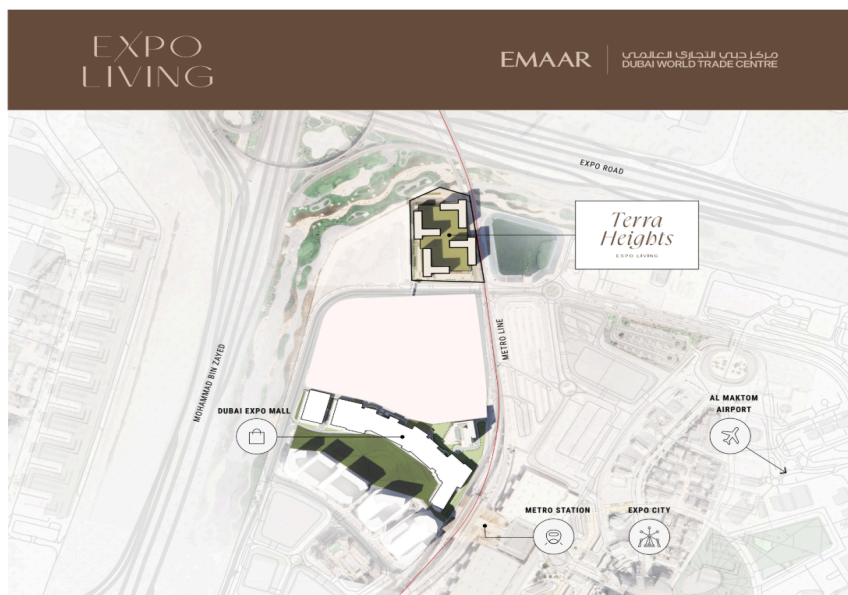 EXPO
LIVING
EMAAR
مركز دبي التجاري العالمي
DUBAI WORLD TRADE CENTRE
EXPO ROAD
Terra
Heights
EXPO LIVING
METRO LINE
MOHAMMAD BIN ZAYED
DUBAI EXPO MALL
AL MAKTOM
AIRPORT
METRO STATION
EXPO CITY